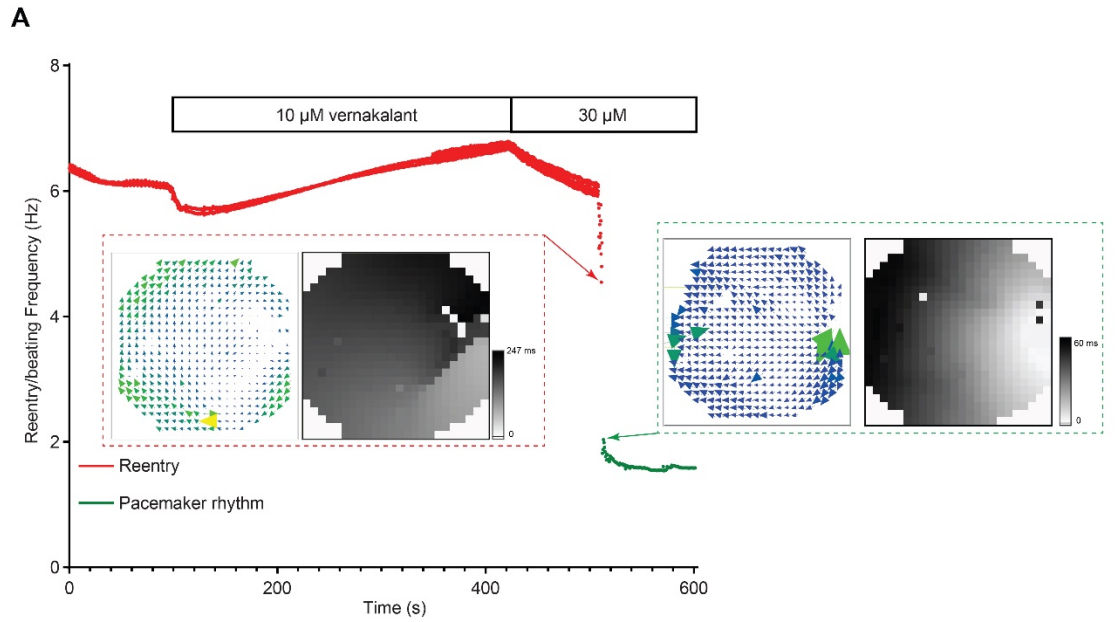 A
8
10 µM vernakalant
30 µM
6
Reentry/beating Frequency (Hz)
4
247 ms
0
60 ms
0
2
Reentry
Pacemaker rhythm
0
0
200
400
600
Time (s)